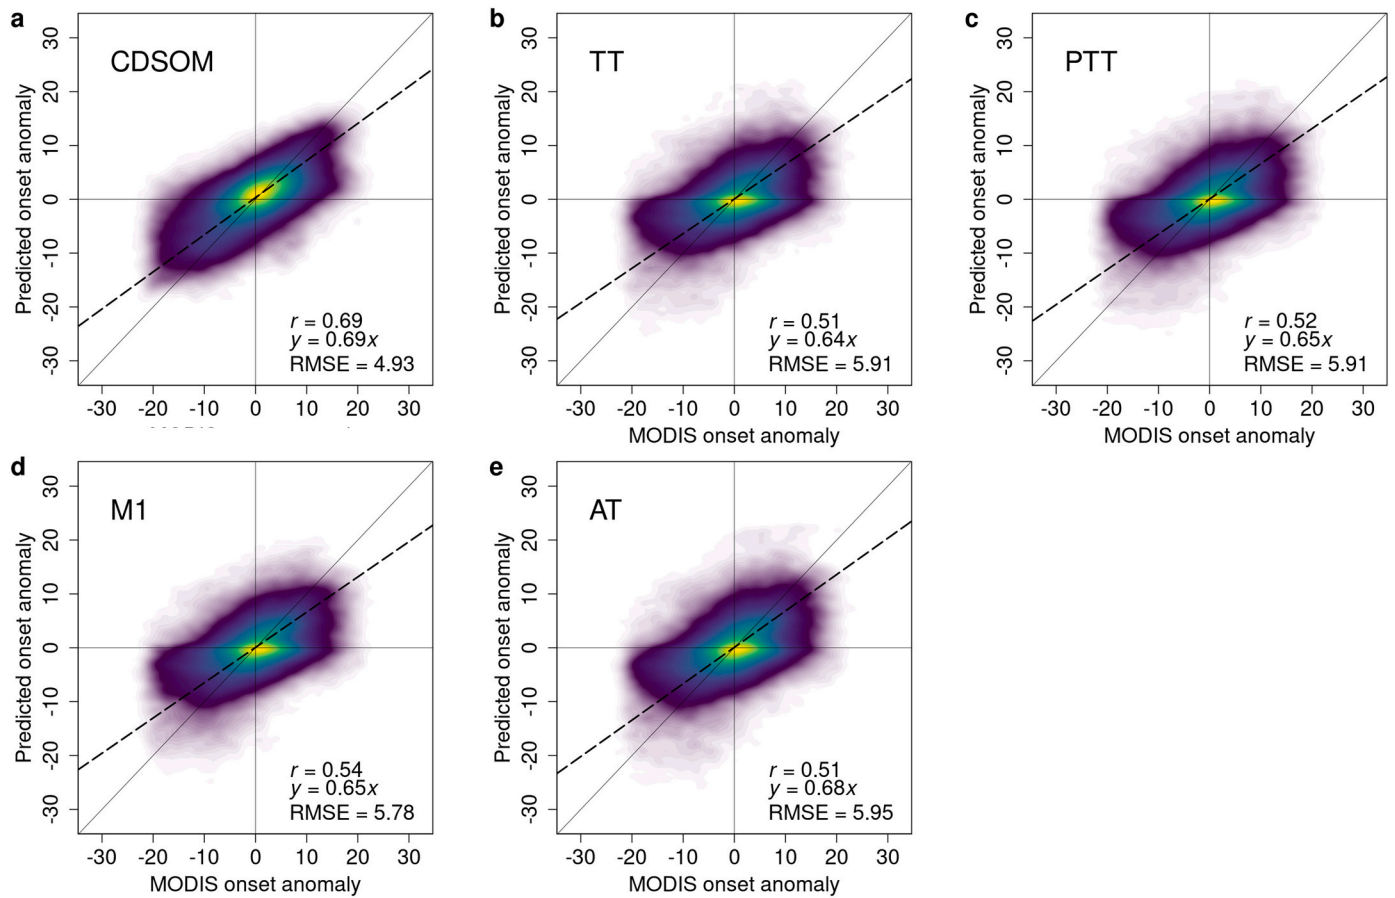 a
CDSOM
Predicted onset anomaly
30
20
10
0
-10
-20
-30
r = 0.69
y = 0.69x
RMSE = 4.93
-30 -20 -10 0 10 20 30
b
TT
Predicted onset anomaly
30
20
10
0
-10
-20
-30
r = 0.51
y = 0.64x
RMSE = 5.91
-30 -20 -10 0 10 20 30
MODIS onset anomaly
c
PTT
Predicted onset anomaly
30
20
10
0
-10
-20
-30
r = 0.52
y = 0.65x
RMSE = 5.91
-30 -20 -10 0 10 20 30
MODIS onset anomaly
d
M1
Predicted onset anomaly
30
20
10
0
-10
-20
-30
r = 0.54
y = 0.65x
RMSE = 5.78
-30 -20 -10 0 10 20 30
MODIS onset anomaly
e
AT
Predicted onset anomaly
30
20
10
0
-10
-20
-30
r = 0.51
y = 0.68x
RMSE = 5.95
-30 -20 -10 0 10 20 30
MODIS onset anomaly